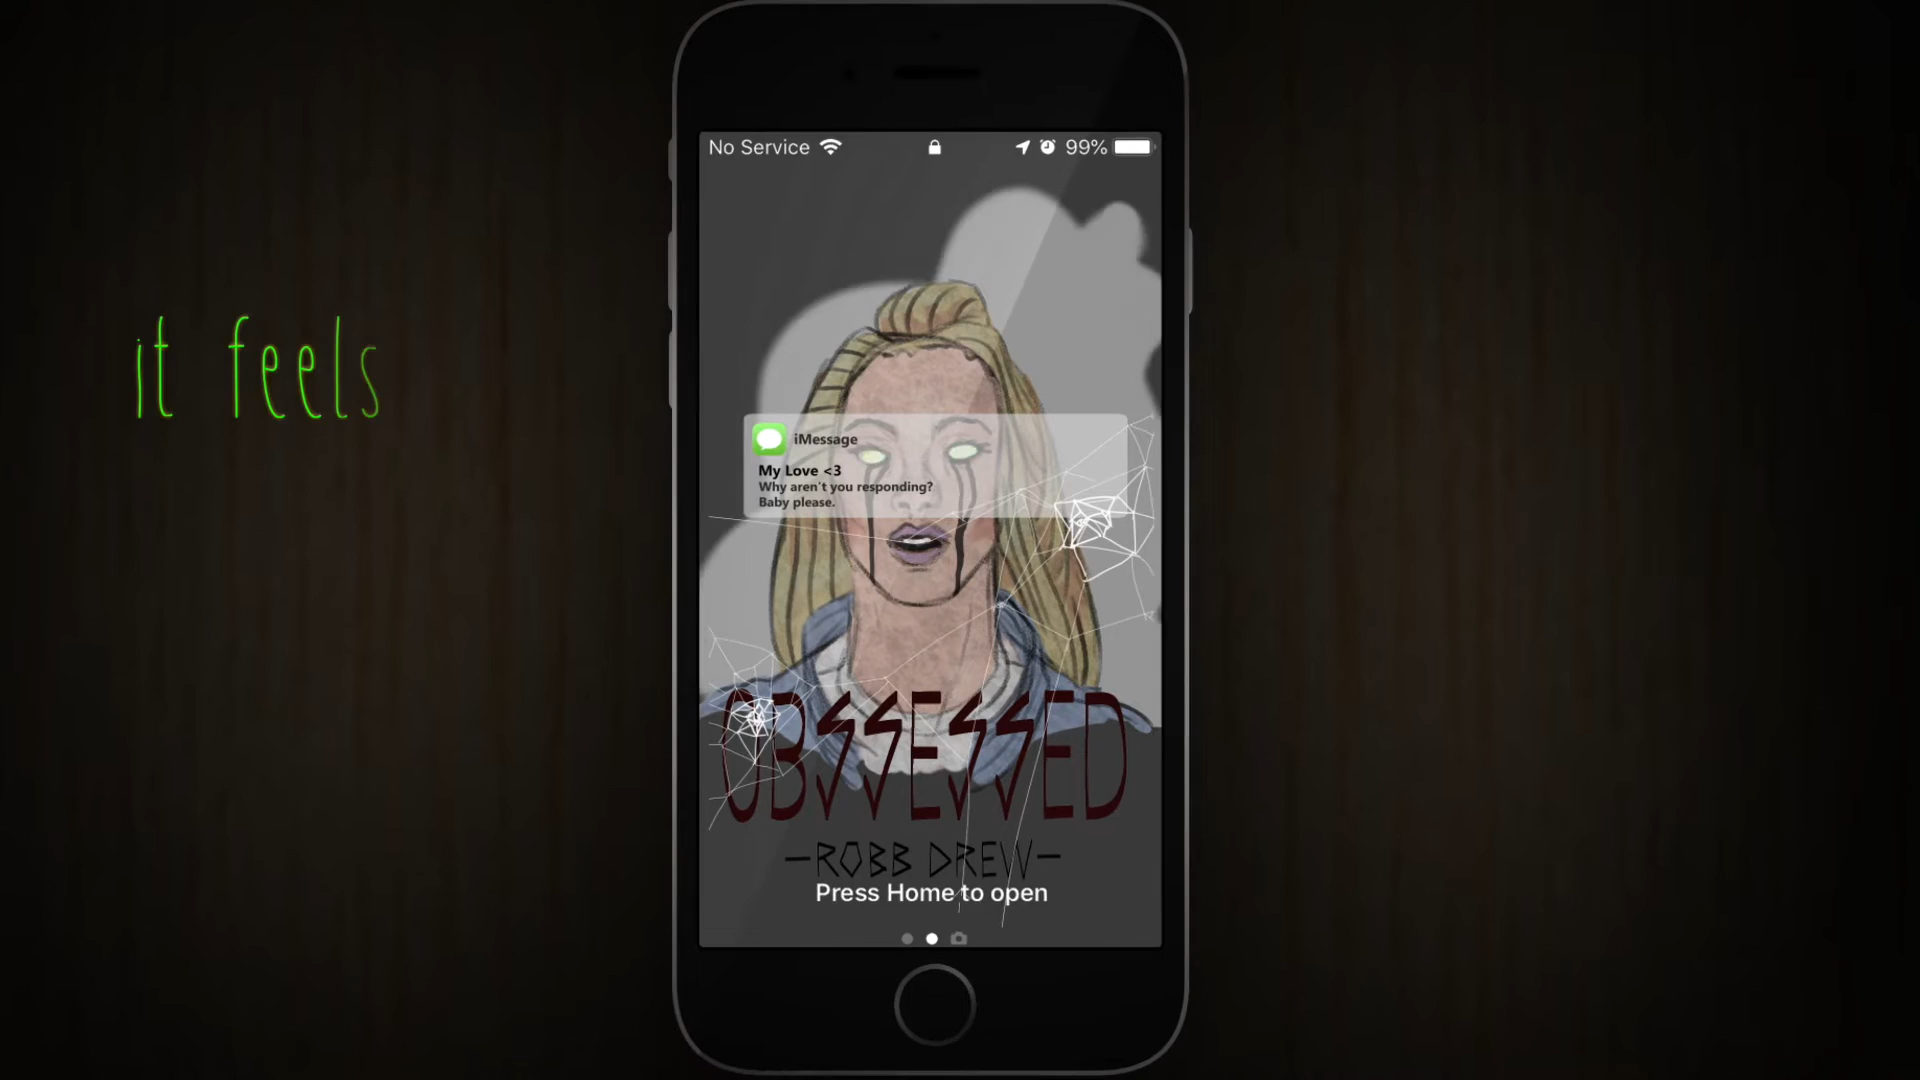 it feels
No Service
99%
iMessage
My Love <3
Why aren't you responding?
Baby please.
OBSSESSED
-ROBB DREW-
Press Home to open